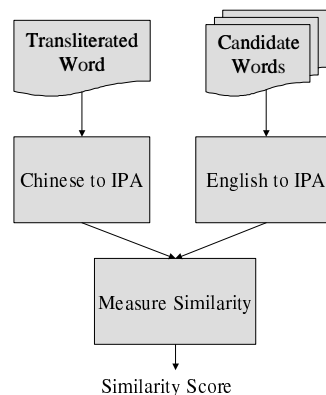 Transliterated
Word
Candidate
Words
Chinese to IPA
English to IPA
Measure Similarity
Similarity Score